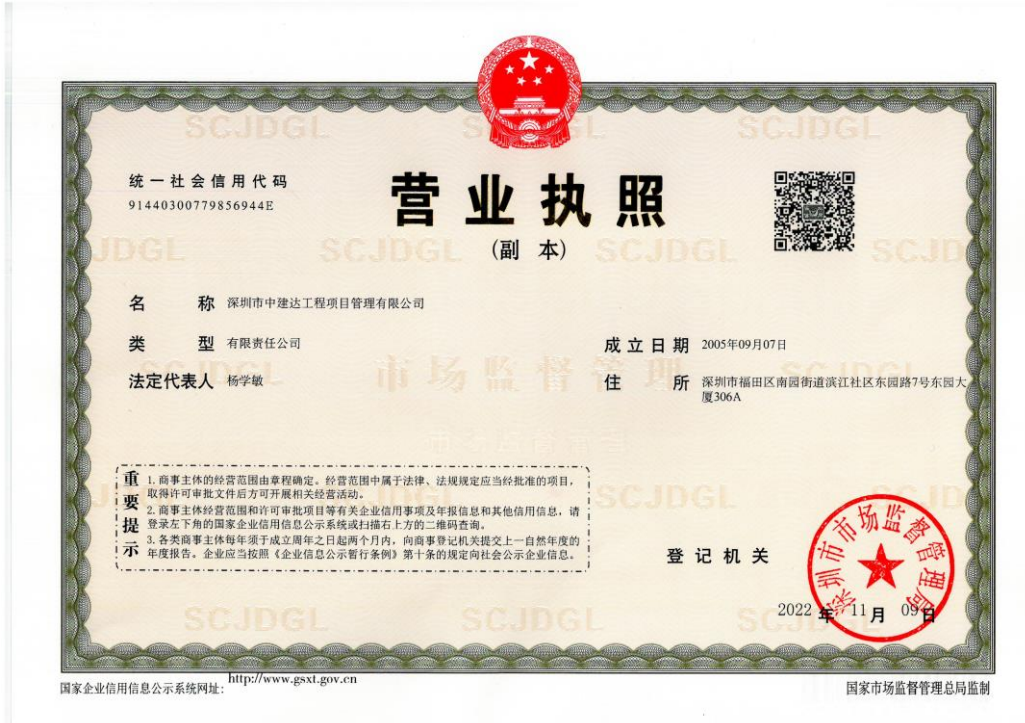 统一社会信用代码
91440300779856944E
营业执照
(副 本)
名 称 深圳市中建达工程项目管理有限公司
类 型 有限责任公司
成立日期 2005年09月07日
法定代表人 杨学敏
住 所 深圳市福田区南园街道滨江社区东园路7号东园大
厦306A
重要提示
1.商事主体的经营范围由章程确定。经营范围中属于法律、法规规定应当经批准的项目，
取得许可审批文件后方可开展相关经营活动。
2.商事主体经营范围和许可审批项目等有关企业信用事项及年报信息和其他信用信息，请
登录左下角的国家企业信用信息公示系统或扫描右上方的二维码查询。
3.各类商事主体每年须于成立周年之日起两个月内，向商事登记机关提交上一自然年度的
年度报告。企业应当按照《企业信息公示暂行条例》第十条的规定向社会公示企业信息。
登记机关
深圳市市场监督管理局
2022 年 11 月 09 日
国家企业信用信息公示系统网址: http://www.gsxt.gov.cn
国家市场监督管理总局监制
SCJDGL
市场监督管理